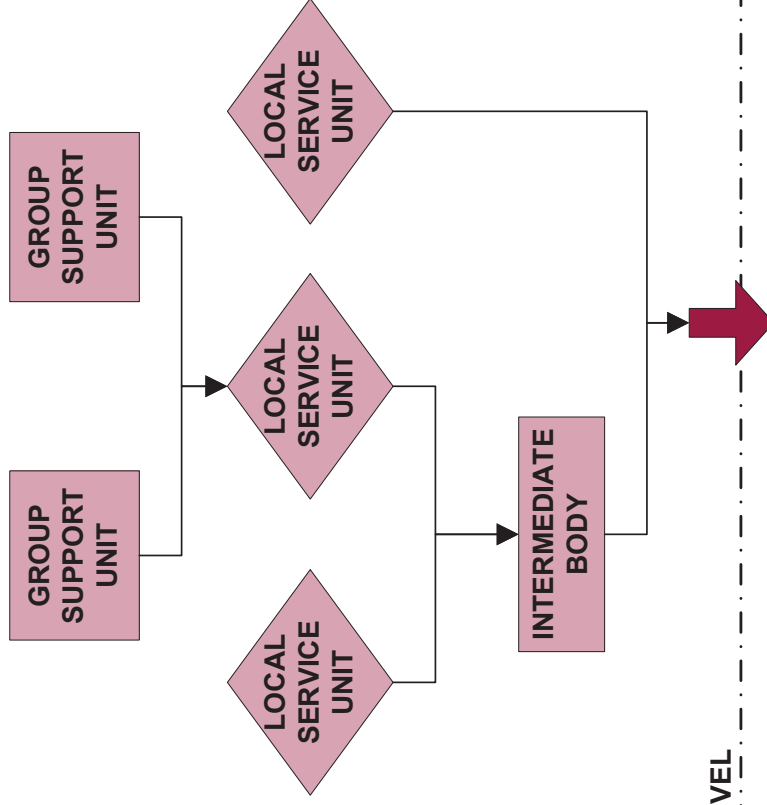 GROUP
SUPPORT
UNIT
GROUP
SUPPORT
UNIT
LOCAL
SERVICE
UNIT
LOCAL
SERVICE
UNIT
LOCAL
SERVICE
UNIT
INTERMEDIATE
BODY
VEL